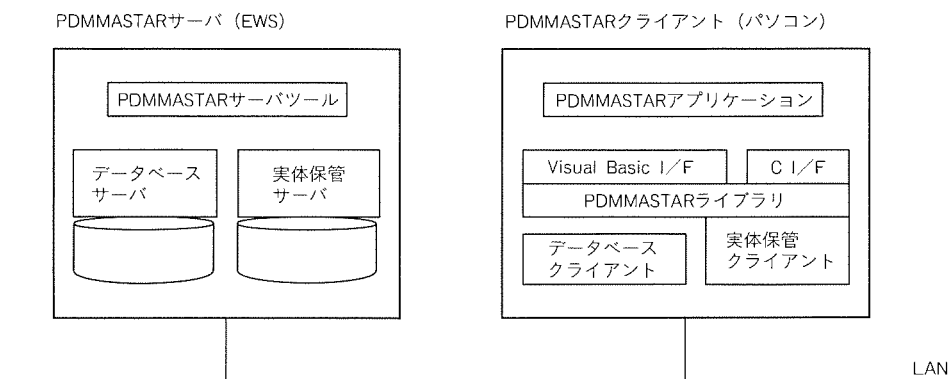 PDMMASTARサーバ（EWS）
PDMMASTARサーバツール
データベース
サーバ
実体保管
サーバ
PDMMASTARクライアント（パソコン）
PDMMASTARアプリケーション
Visual Basic I／F
C I／F
PDMMASTARライブラリ
データベース
クライアント
実体保管
クライアント
LAN